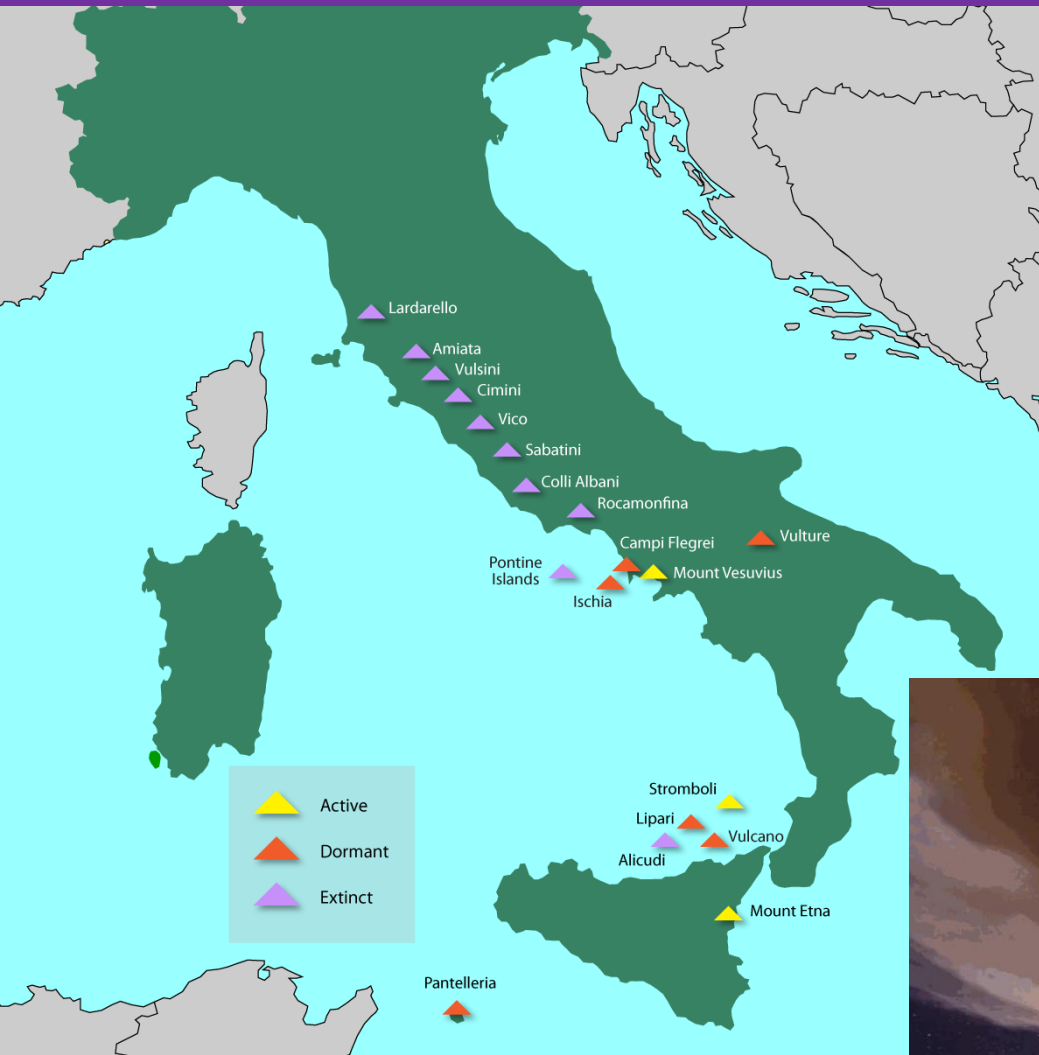 Lardarello
Amiata
Vulsini
Cimini
Vico
Sabatini
Colli Albani
Rocamonfina
Campi Flegrei
Vulture
Pontine
Islands
Mount Vesuvius
Ischia
Stromboli
Lipari
Vulcano
Alicudi
Mount Etna
Pantelleria
Active
Dormant
Extinct